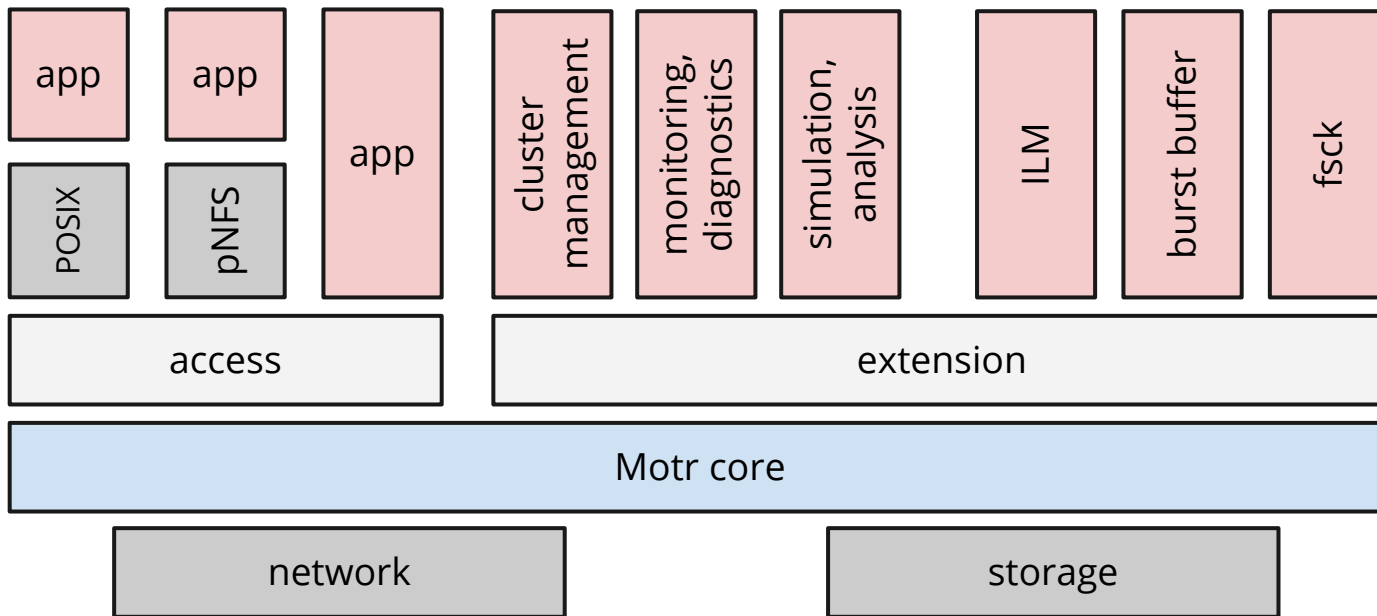 app
app
app
POSIX
pNFS
cluster
management
monitoring,
diagnostics
simulation,
analysis
ILM
burst buffer
fsck
access
extension
Motr core
network
storage